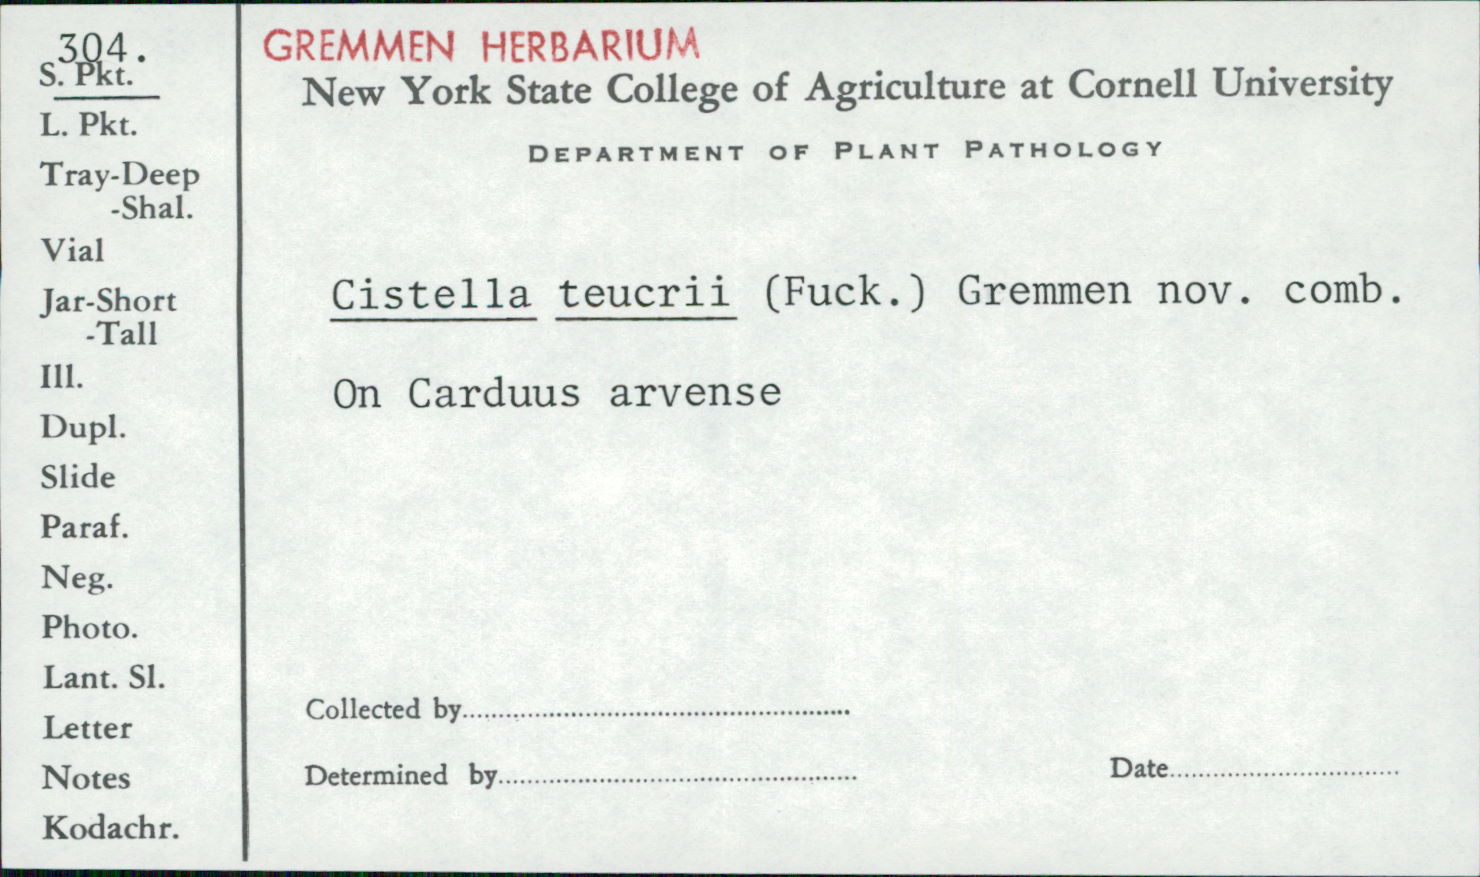 304.
S. Pkt.
L. Pkt.
Tray-Deep
-Shal.
Vial
Jar-Short
-Tall
Ill.
Dupl.
Slide
Paraf.
Neg.
Photo.
Lant. Sl.
Letter
Notes
Kodachr.
GREMMEN HERBARIUM
New York State College of Agriculture at Cornell University
DEPARTMENT OF PLANT PATHOLOGY
Cistella teucrii (Fuck.) Gremmen nov. comb.
On Carduus arvense
Collected by
Determined by
Date